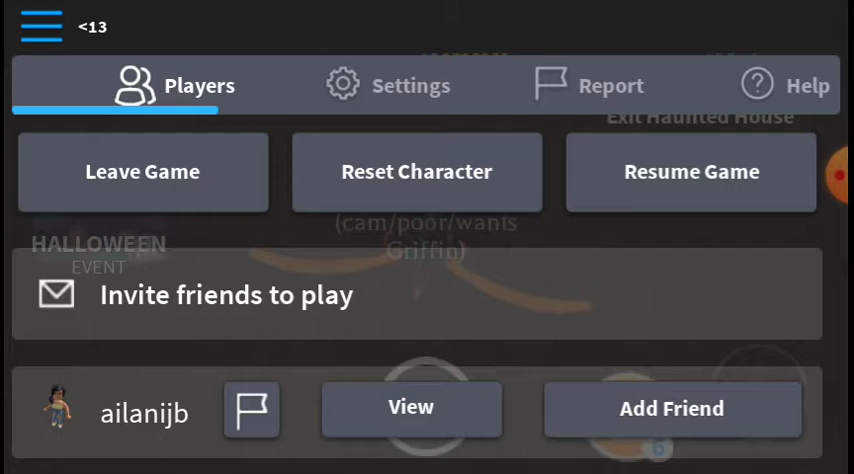 <13
Players Settings Report Help
Exit Haunted House
Leave Game Reset Character Resume Game
(cam/poor/wants
Griffin)
HALLOWEEN
EVENT
Invite friends to play
ailanijb View Add Friend
6